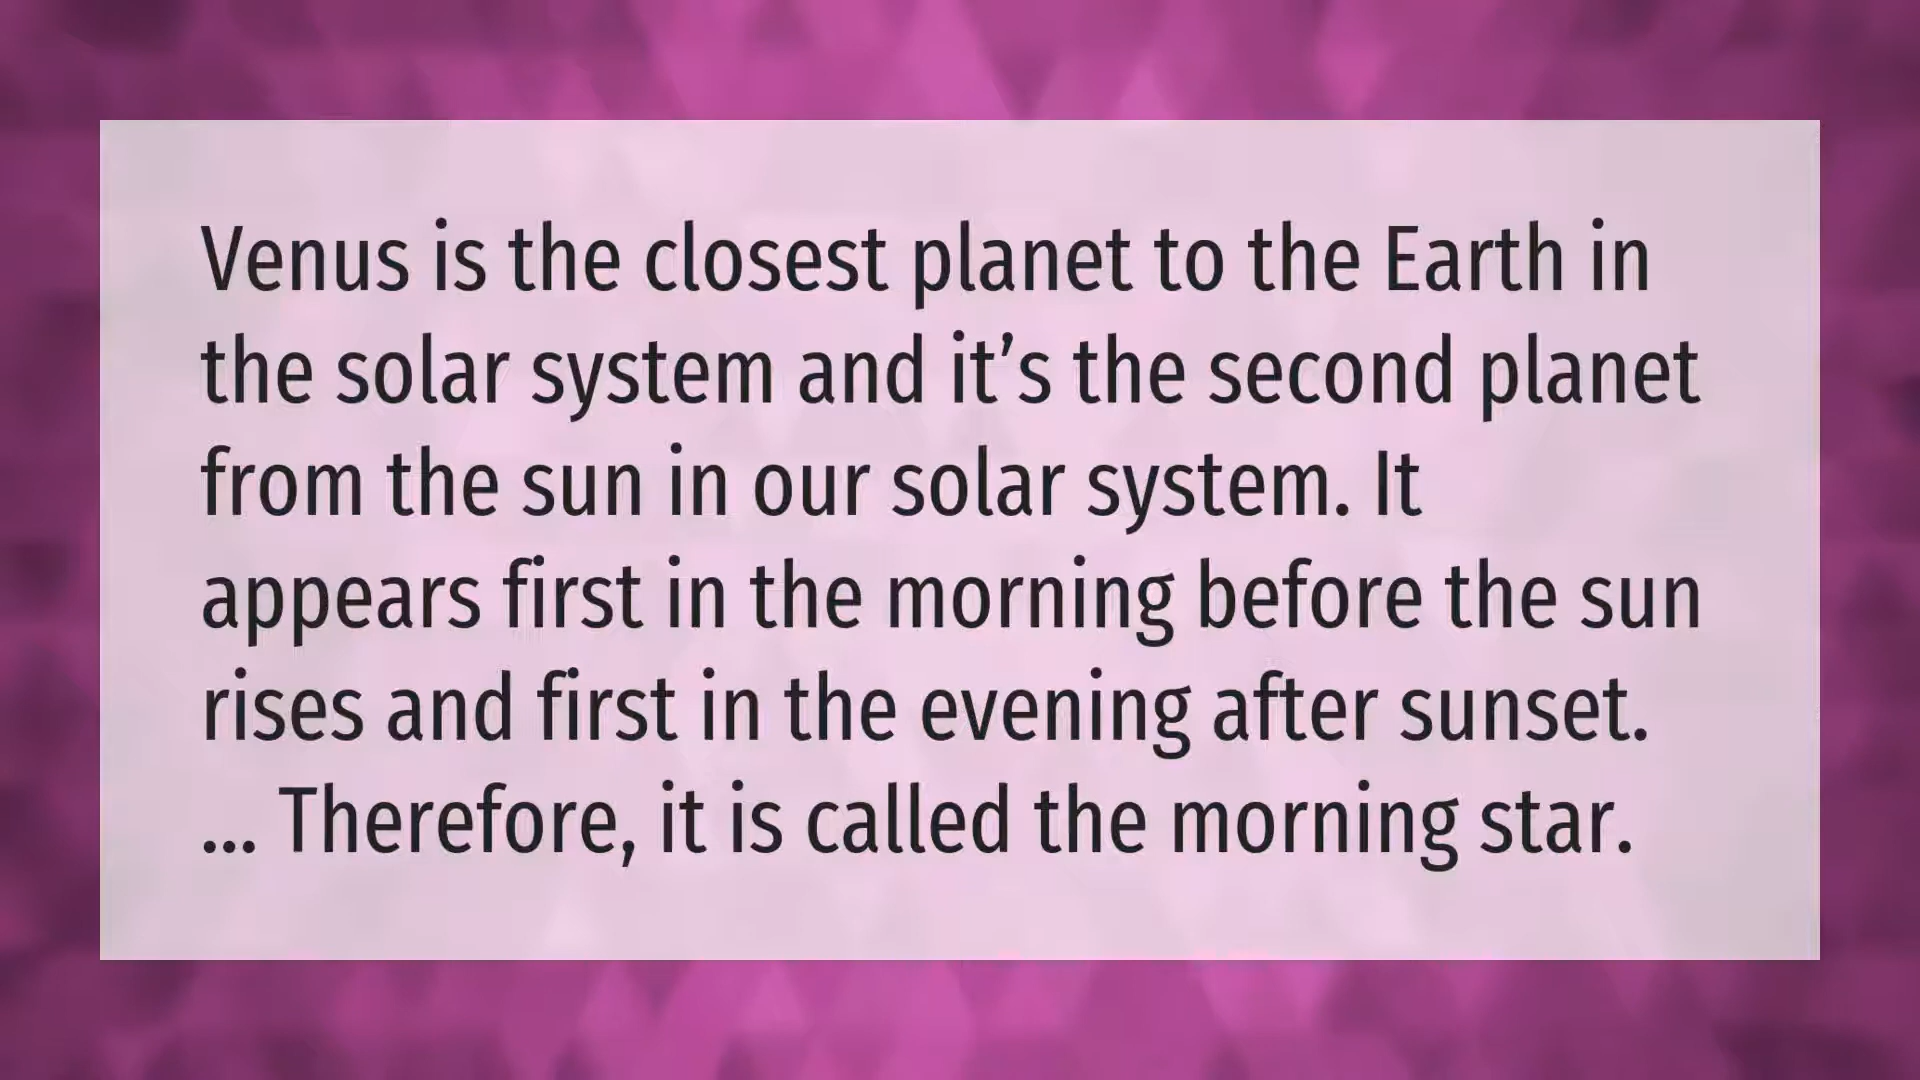 Venus is the closest planet to the Earth in
the solar system and it’s the second planet
from the sun in our solar system. It
appears first in the morning before the sun
rises and first in the evening after sunset.
... Therefore, it is called the morning star.